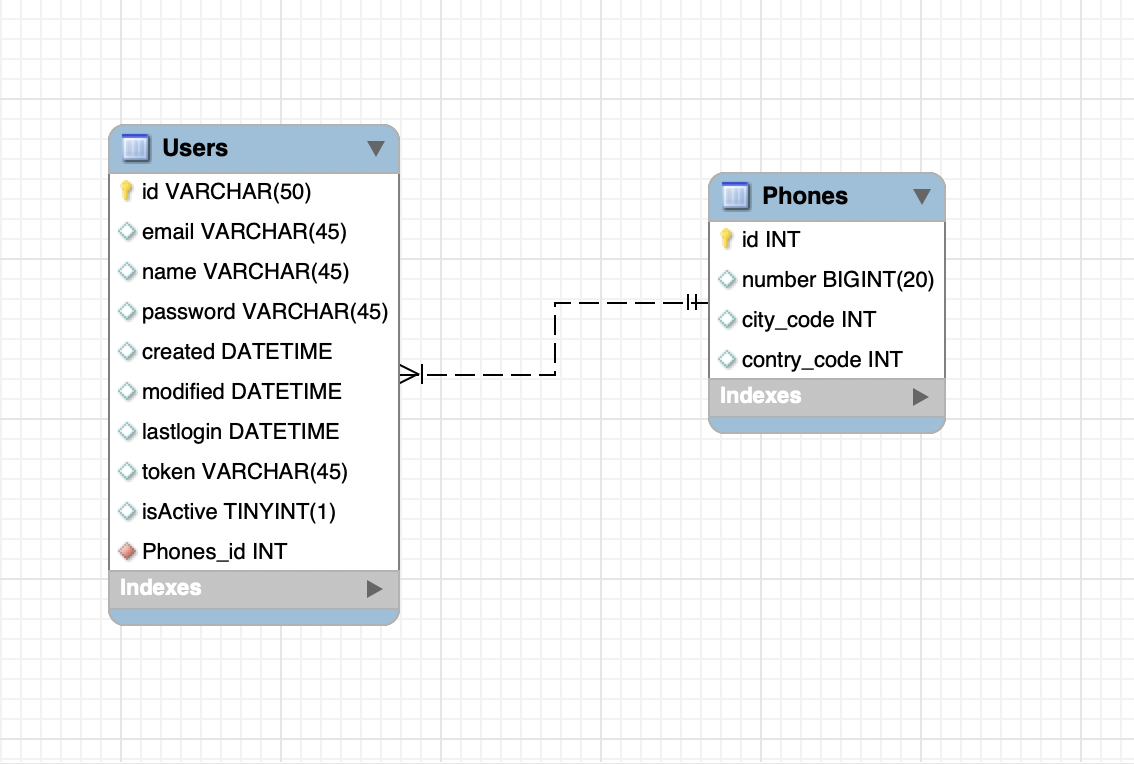 Users
id VARCHAR(50)
email VARCHAR(45)
name VARCHAR(45)
password VARCHAR(45)
created DATETIME
modified DATETIME
lastlogin DATETIME
token VARCHAR(45)
isActive TINYINT(1)
Phones_id INT
Indexes
Phones
id INT
number BIGINT(20)
city_code INT
contry_code INT
Indexes